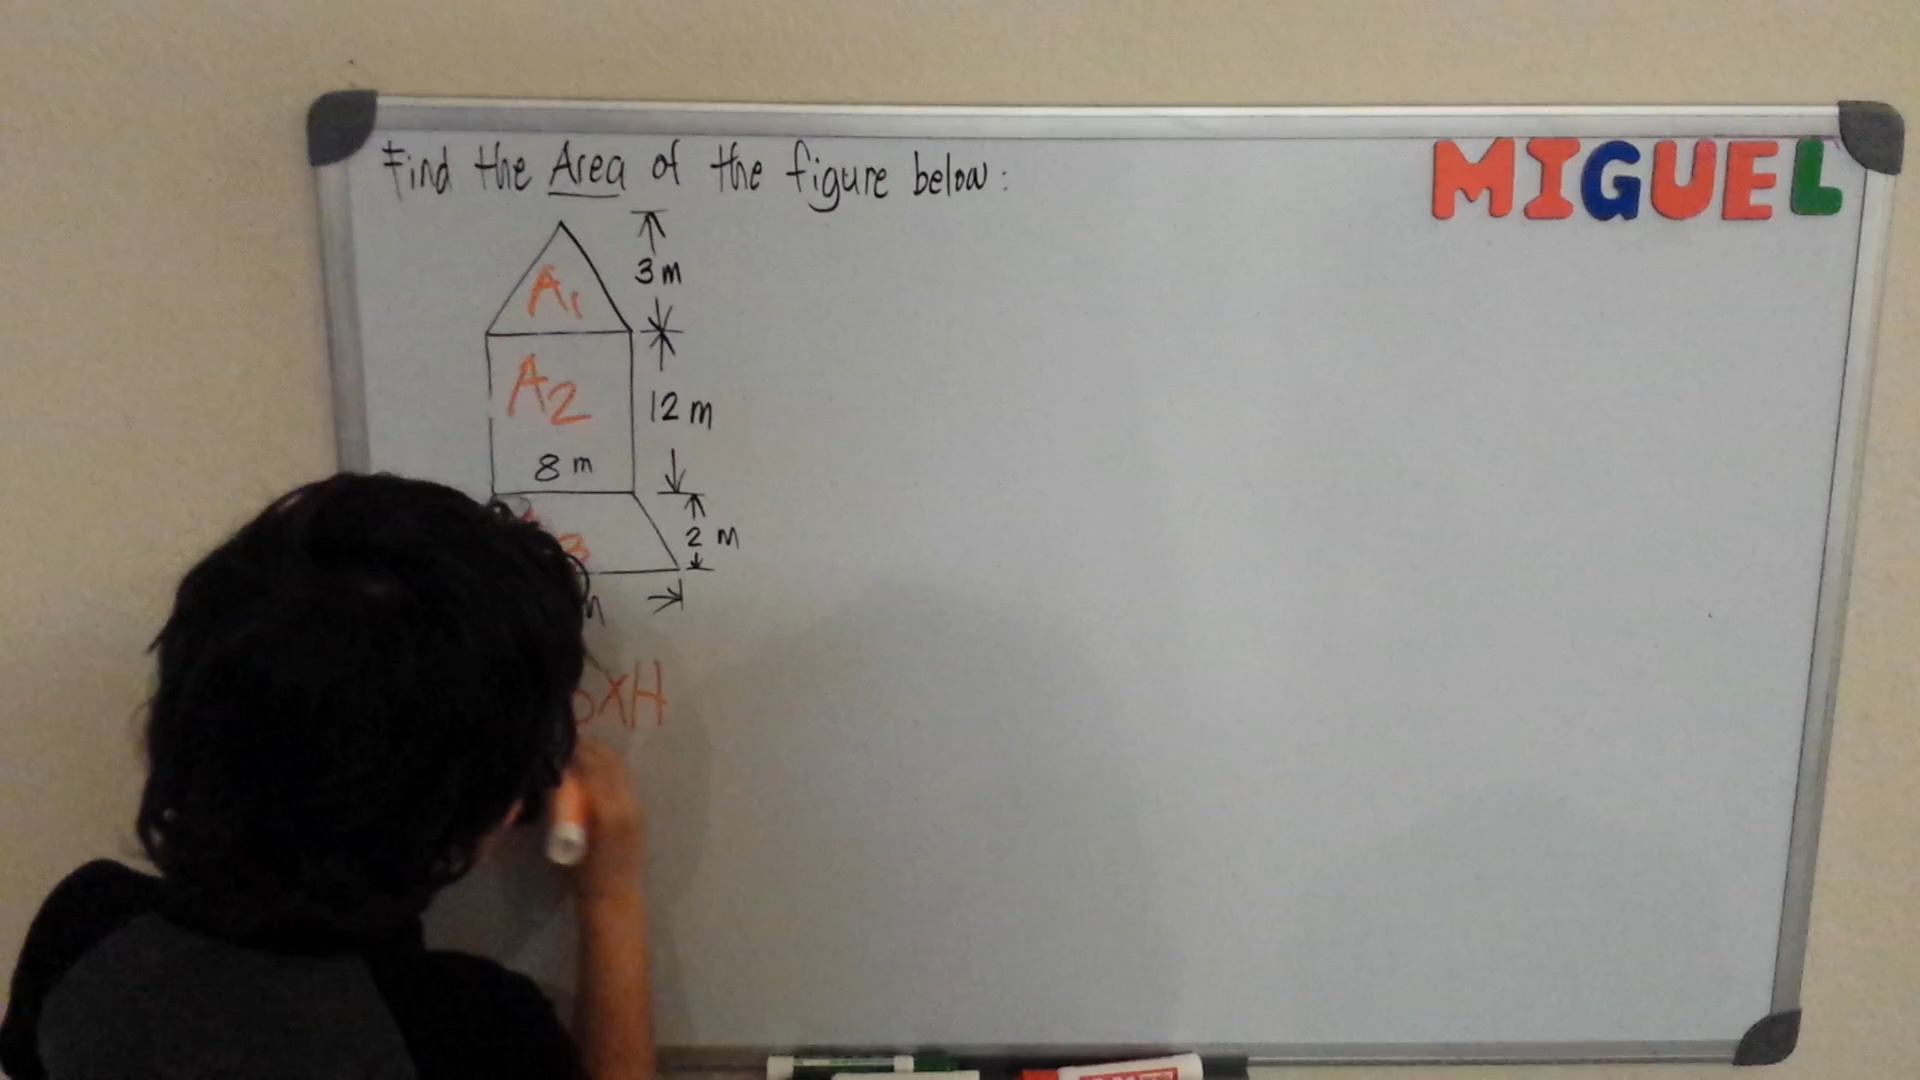 Find the Area of the figure below:
MIGUEL
A1
3 m
A2
12 m
8 m
2 m
m
XH